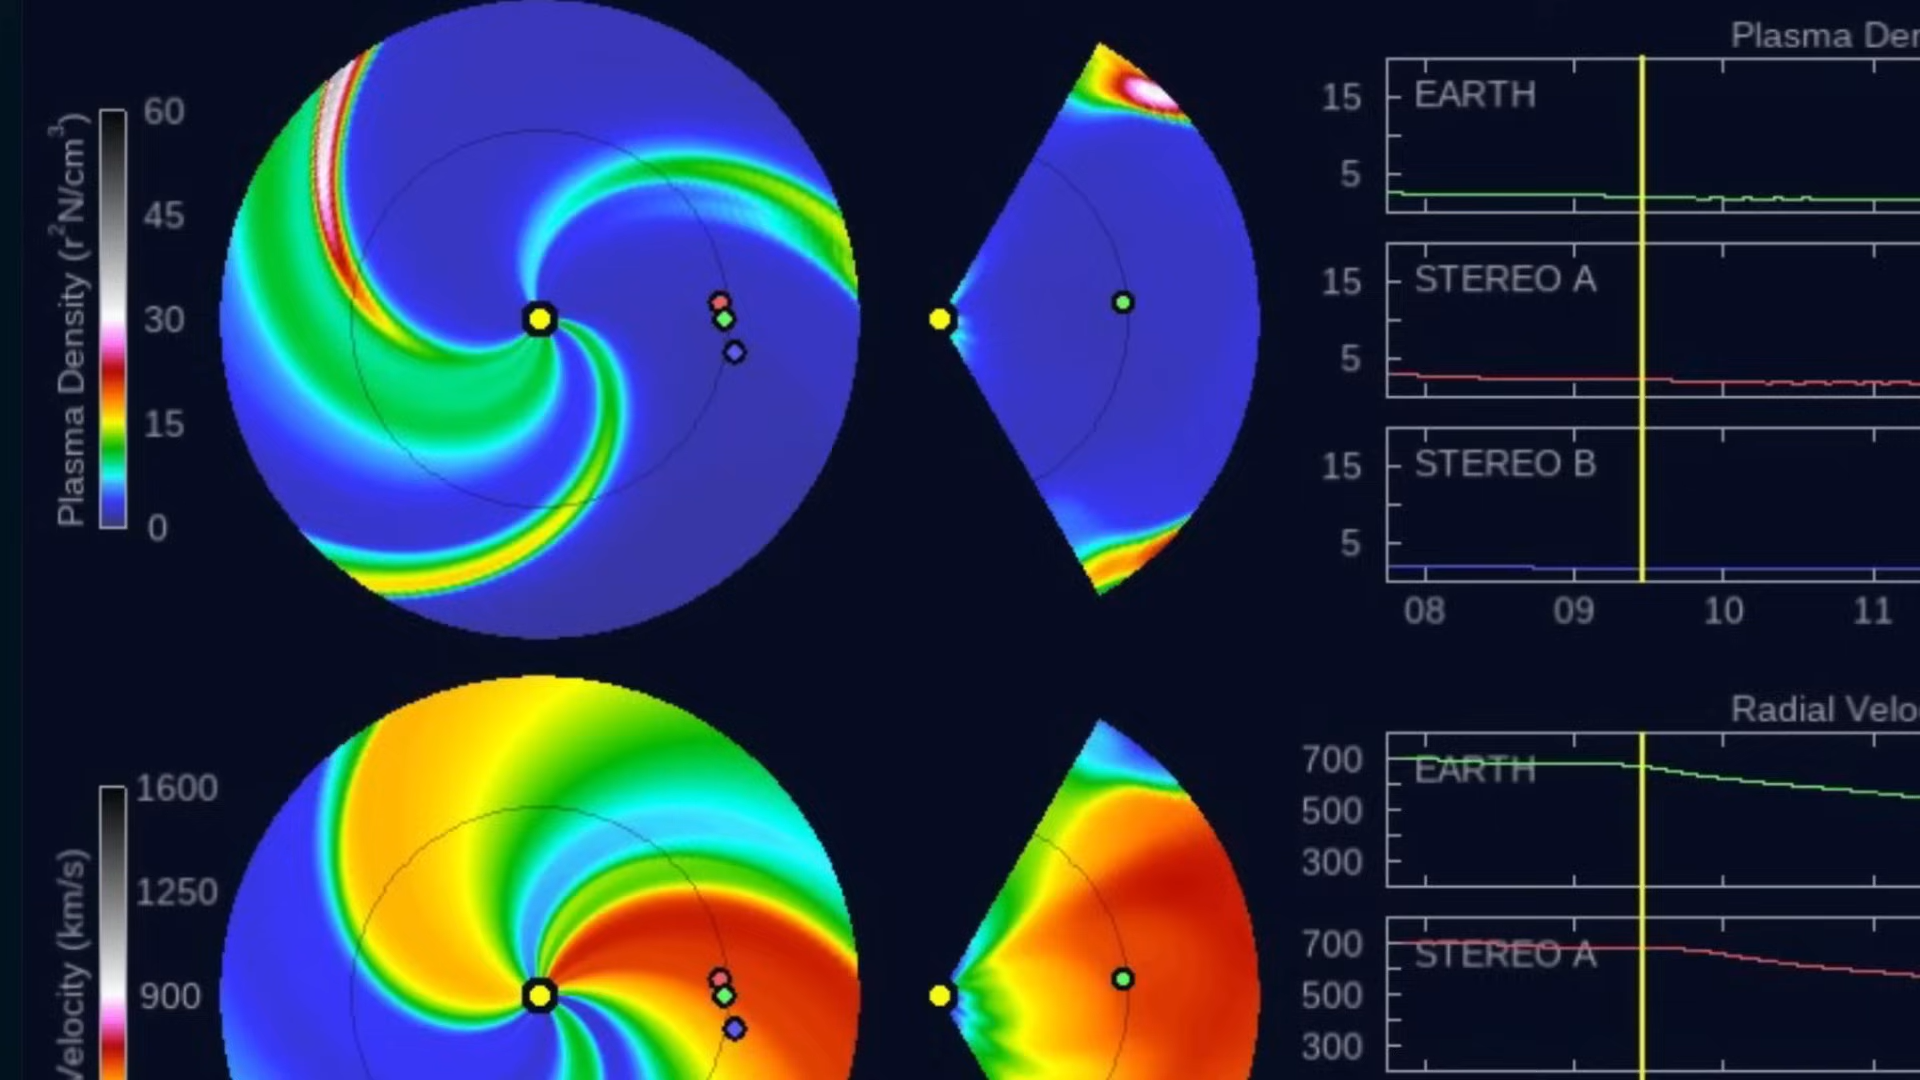 Plasma Density (r²N/cm³)
60
45
30
15
0
Plasma Den
15
EARTH
5
15
STEREO A
5
15
STEREO B
5
08 09 10 11
Velocity (km/s)
1600
1250
900
Radial Velo
700
EARTH
500
300
700
STEREO A
500
300